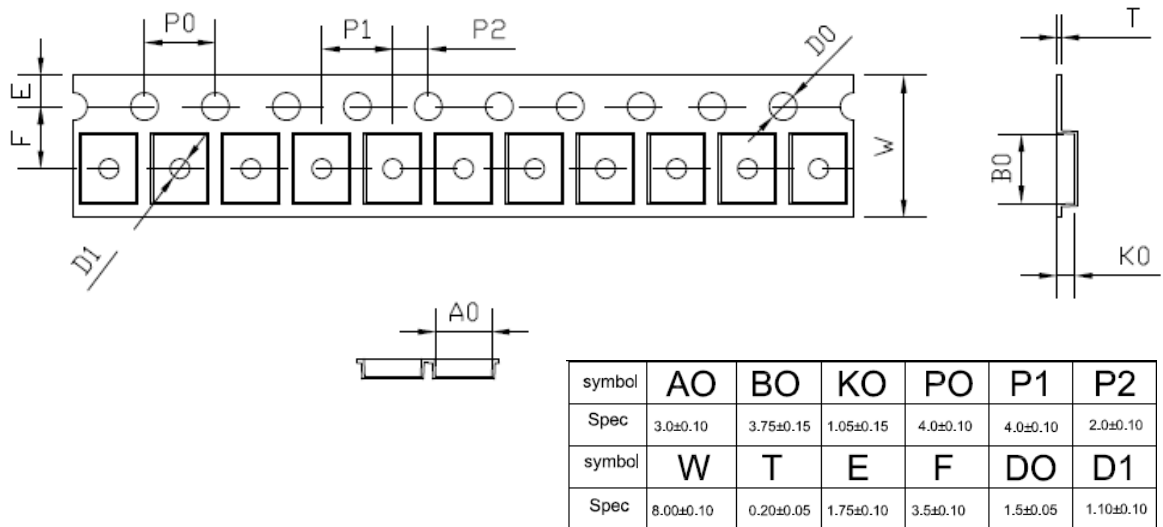 P0 P1 P2 D0 T
E
F
W
B0
D1
K0
A0
symbol AO BO KO PO P1 P2
Spec 3.0±0.10 3.75±0.15 1.05±0.15 4.0±0.10 4.0±0.10 2.0±0.10
symbol W T E F DO D1
Spec 8.00±0.10 0.20±0.05 1.75±0.10 3.5±0.10 1.5±0.05 1.10±0.10